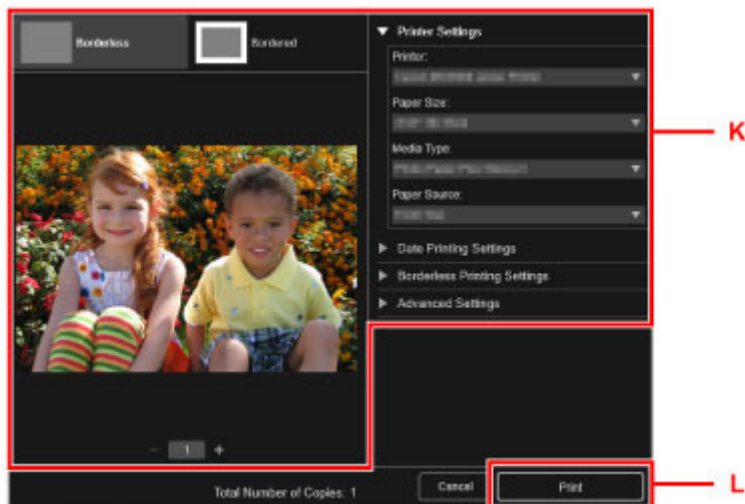 Borderless
Bordered
Printer Settings
Printer:
Paper Size:
Media Type:
Paper Source:
K
Date Printing Settings
Borderless Printing Settings
Advanced Settings
− 1 +
Total Number of Copies: 1
Cancel
Print
L